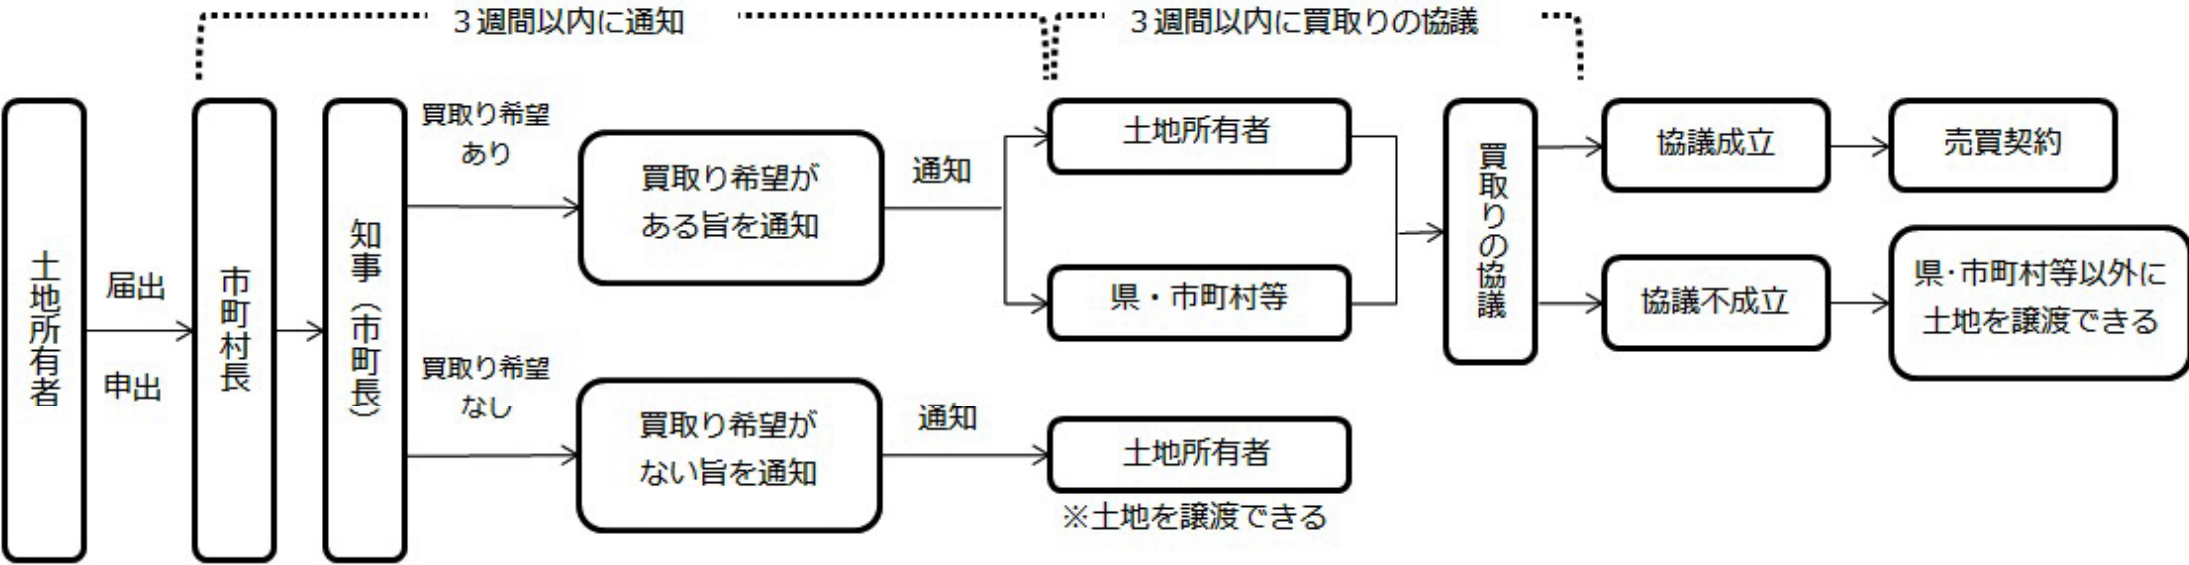 ３週間以内に通知
３週間以内に買取りの協議
土地所有者
届出
申出
市町村長
知事（市町長）
買取り希望
あり
買取り希望が
ある旨を通知
通知
土地所有者
県・市町村等
買取りの協議
協議成立
売買契約
協議不成立
県･市町村等以外に
土地を譲渡できる
買取り希望
なし
買取り希望が
ない旨を通知
通知
土地所有者
※土地を譲渡できる